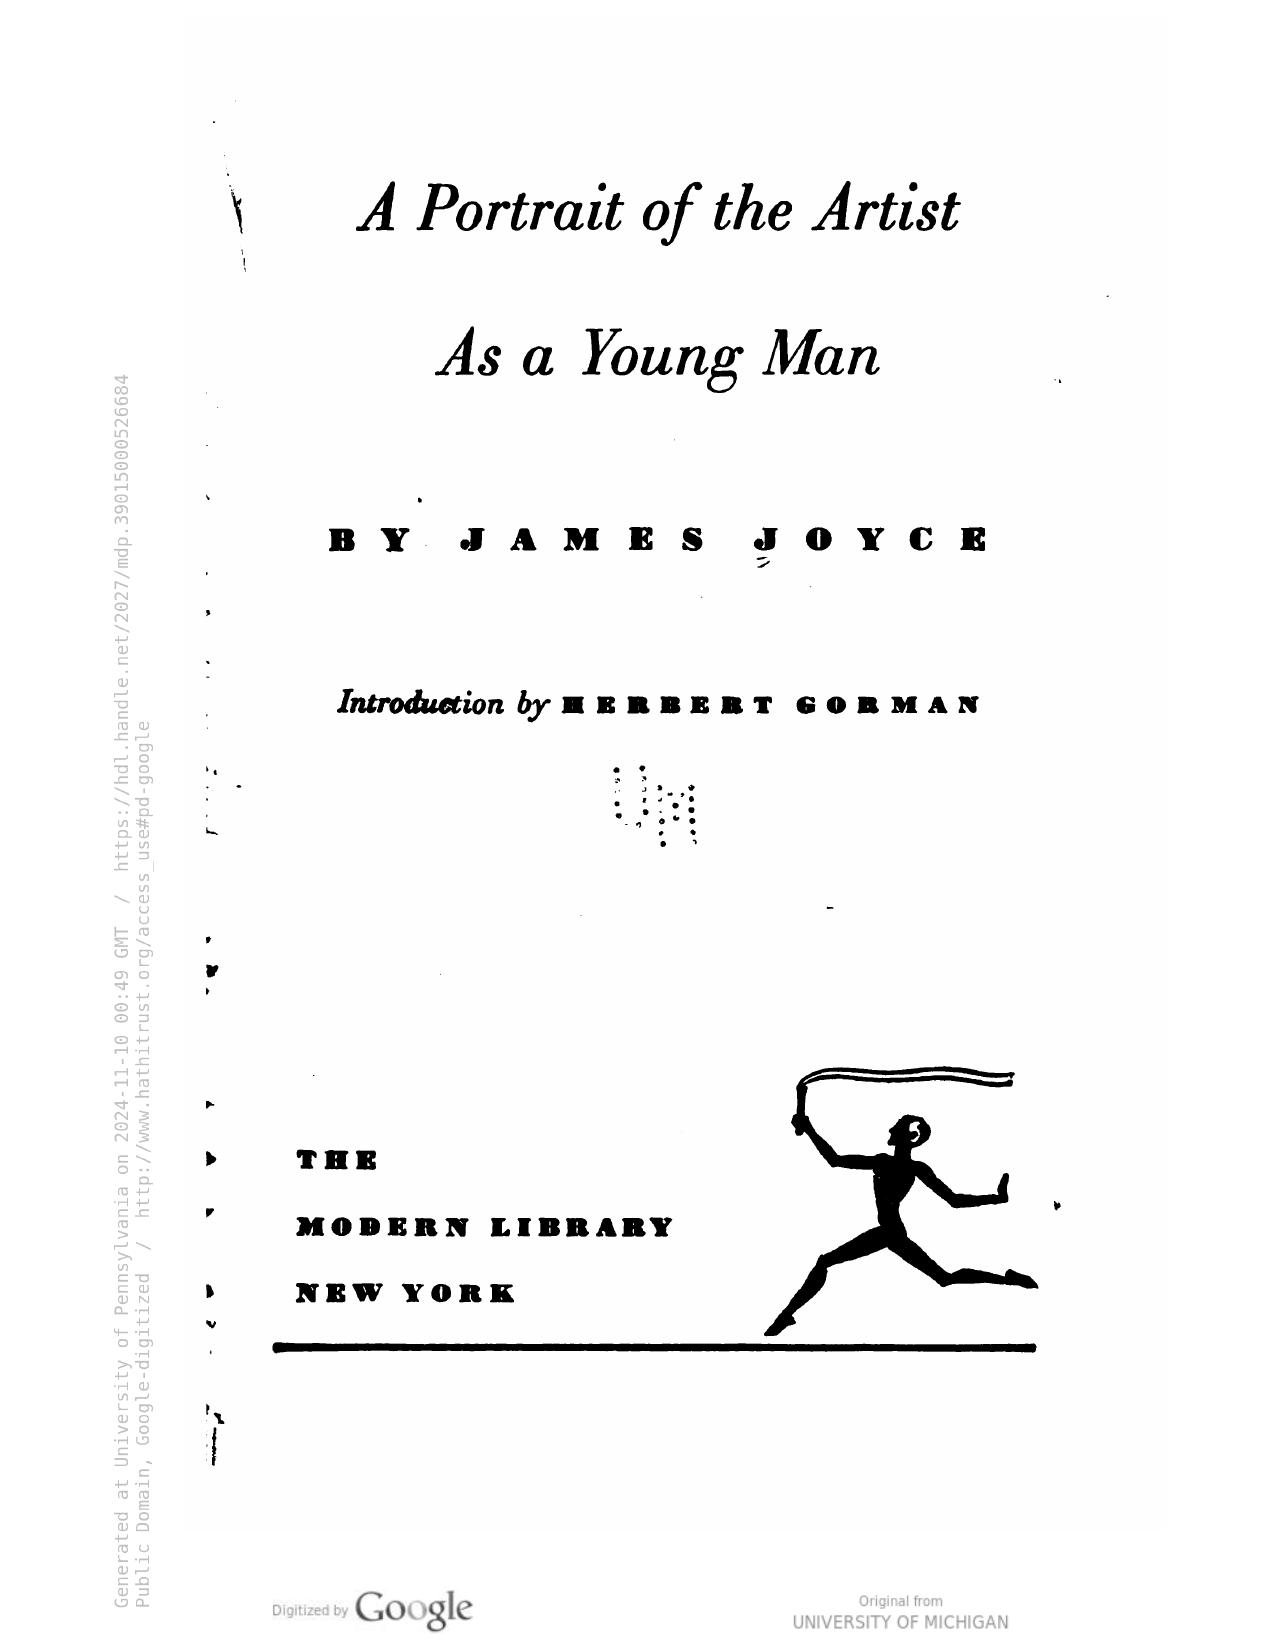 A Portrait of the Artist
As a Young Man
BY JAMES JOYCE
Introduction by HERBERT GORMAN
UM
THE
MODERN LIBRARY
NEW YORK
Generated at University of Pennsylvania on 2024-11-10 00:49 GMT / https://hdl.handle.net/2027/mdp.39015000526684
Public Domain, Google-digitized / http://www.hathitrust.org/access_use#pd-google
Digitized by Google
Original from
UNIVERSITY OF MICHIGAN